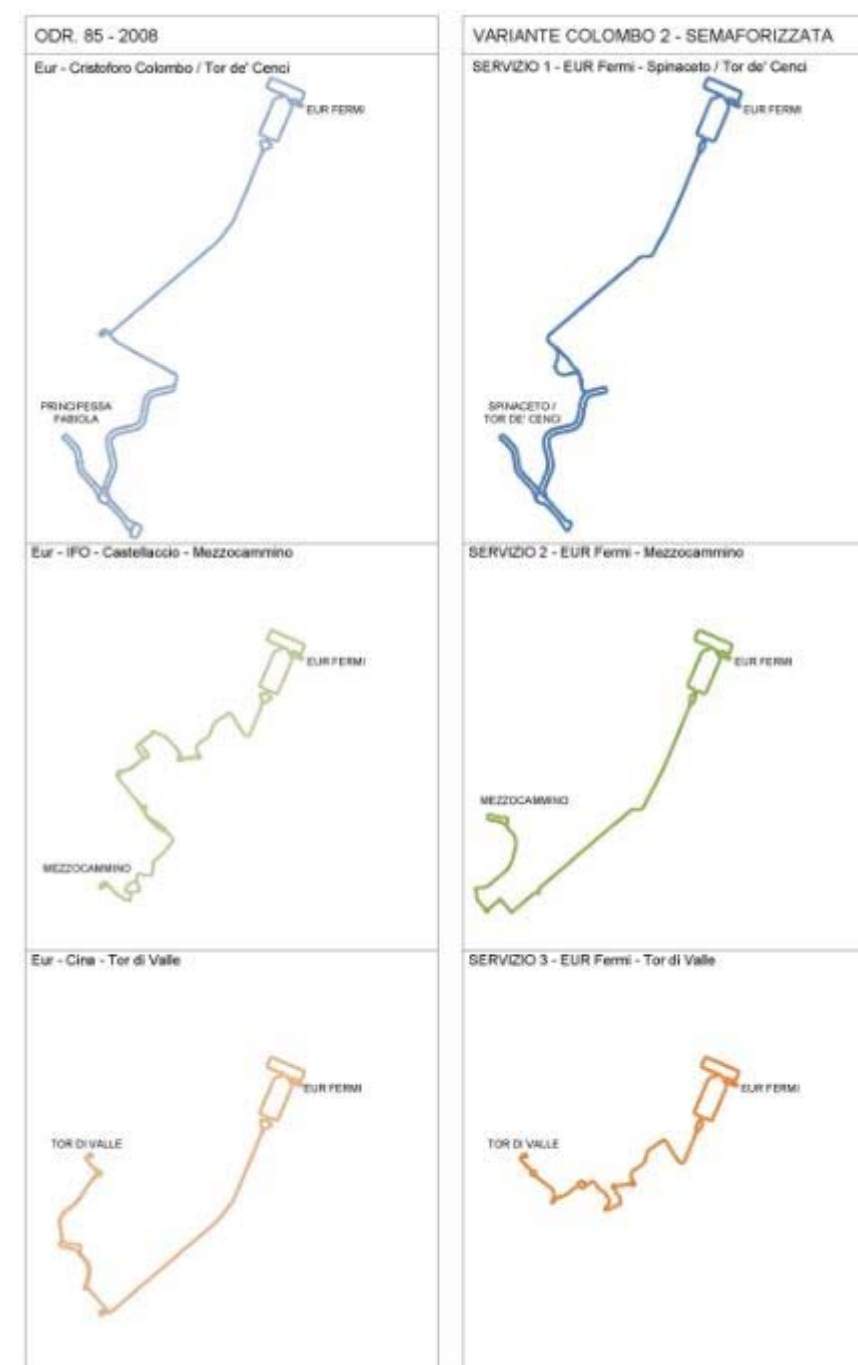 ODR. 85 - 2008
Eur - Cristoforo Colombo / Tor de' Cenci
EUR FERMI
PRINCIPESSA
FABIOLA
Eur - IFO - Castellaccio - Mezzocammino
EUR FERMI
MEZZOCAMMINO
Eur - Cina - Tor di Valle
EUR FERMI
TOR DI VALLE
VARIANTE COLOMBO 2 - SEMAFORIZZATA
SERVIZIO 1 - EUR Fermi - Spinaceto / Tor de' Cenci
EUR FERMI
SPINACETO /
TOR DE' CENCI
SERVIZIO 2 - EUR Fermi - Mezzocammino
EUR FERMI
MEZZOCAMMINO
SERVIZIO 3 - EUR Fermi - Tor di Valle
EUR FERMI
TOR DI VALLE